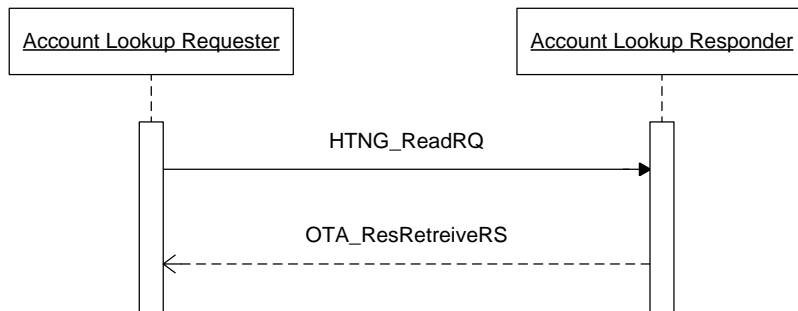 Account Lookup Requester
Account Lookup Responder
HTNG_ReadRQ
OTA_ResRetreiveRS